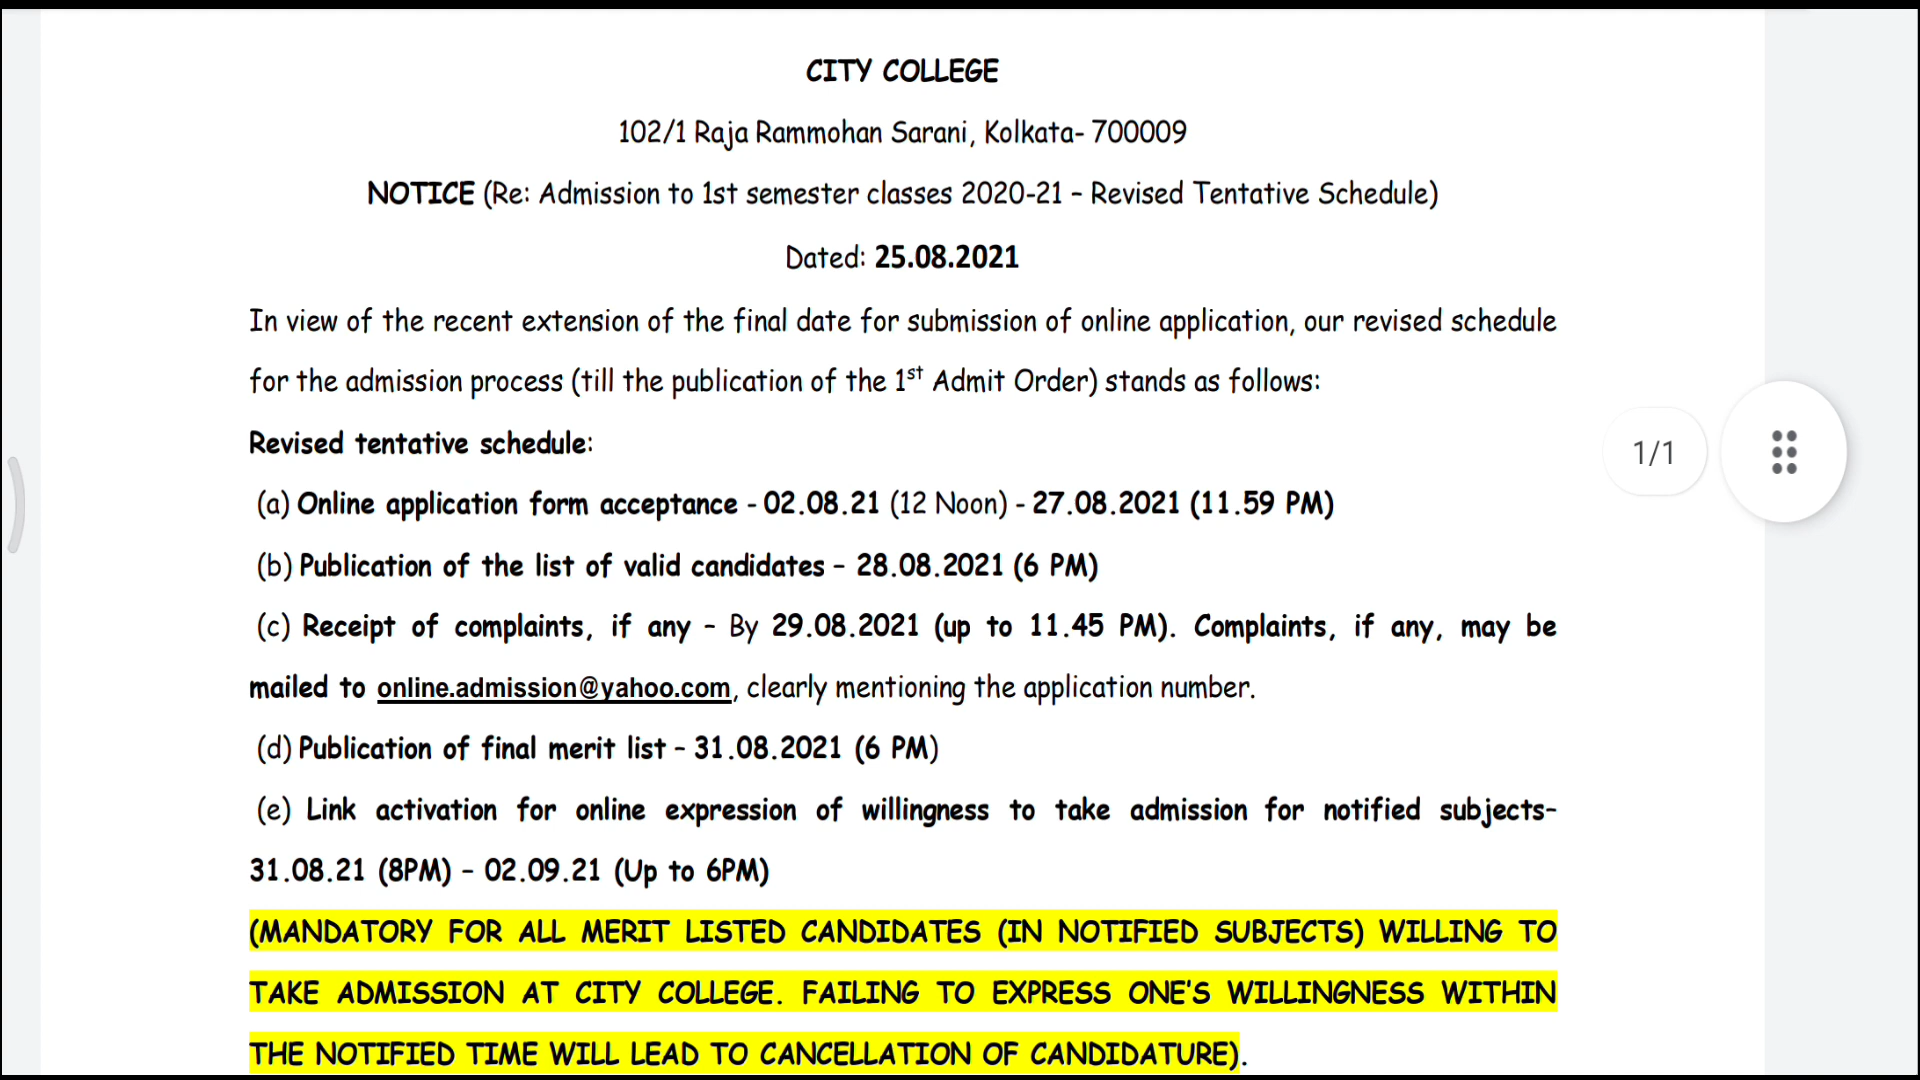 CITY COLLEGE
102/1 Raja Rammohan Sarani, Kolkata- 700009
NOTICE (Re: Admission to 1st semester classes 2020-21 – Revised Tentative Schedule)
Dated: 25.08.2021
In view of the recent extension of the final date for submission of online application, our revised schedule
for the admission process (till the publication of the 1st Admit Order) stands as follows:
Revised tentative schedule:
(a) Online application form acceptance - 02.08.21 (12 Noon) - 27.08.2021 (11.59 PM)
1/1
(b) Publication of the list of valid candidates – 28.08.2021 (6 PM)
(c) Receipt of complaints, if any – By 29.08.2021 (up to 11.45 PM). Complaints, if any, may be
mailed to online.admission@yahoo.com, clearly mentioning the application number.
(d) Publication of final merit list – 31.08.2021 (6 PM)
(e) Link activation for online expression of willingness to take admission for notified subjects–
31.08.21 (8PM) – 02.09.21 (Up to 6PM)
(MANDATORY FOR ALL MERIT LISTED CANDIDATES (IN NOTIFIED SUBJECTS) WILLING TO
TAKE ADMISSION AT CITY COLLEGE. FAILING TO EXPRESS ONE'S WILLINGNESS WITHIN
THE NOTIFIED TIME WILL LEAD TO CANCELLATION OF CANDIDATURE).